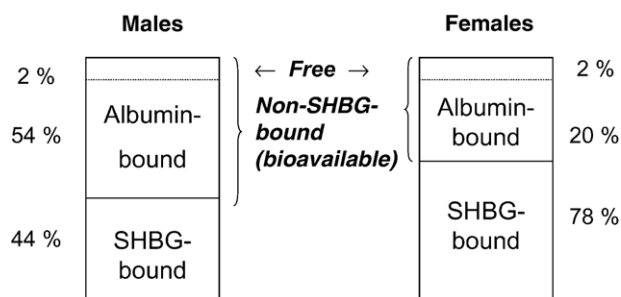 Males
Females
2 %
← Free →
2 %
Non-SHBG-
bound
(bioavailable)
54 %
Albumin-
bound
Albumin-
bound
20 %
44 %
SHBG-
bound
SHBG-
bound
78 %